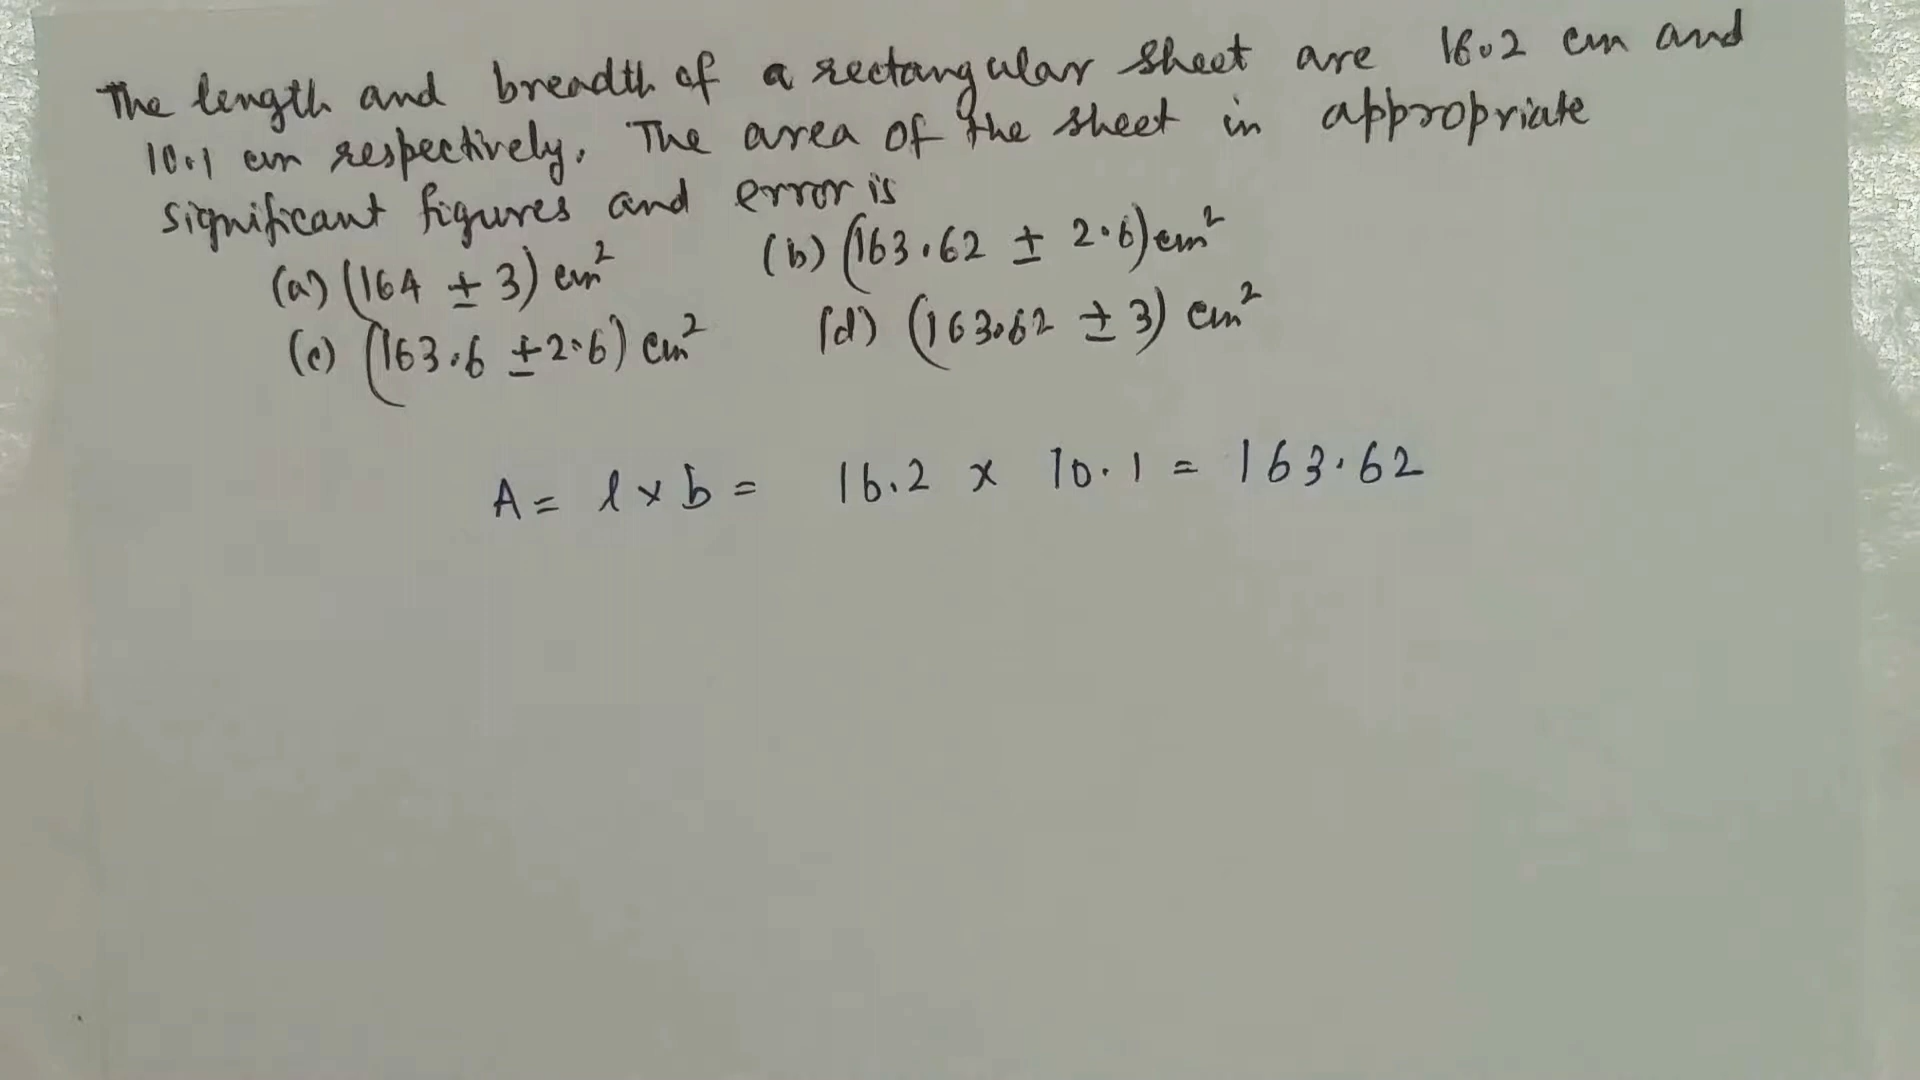 The length and breadth of a rectangular sheet are 16.2 cm and
10.1 cm respectively. The area of the sheet in appropriate
significant figures and error is
(a) (164 ± 3) cm² (b) (163.62 ± 2.6) cm²
(c) (163.6 ± 2.6) cm² (d) (163.62 ± 3) cm²
A = l × b = 16.2 × 10.1 = 163.62